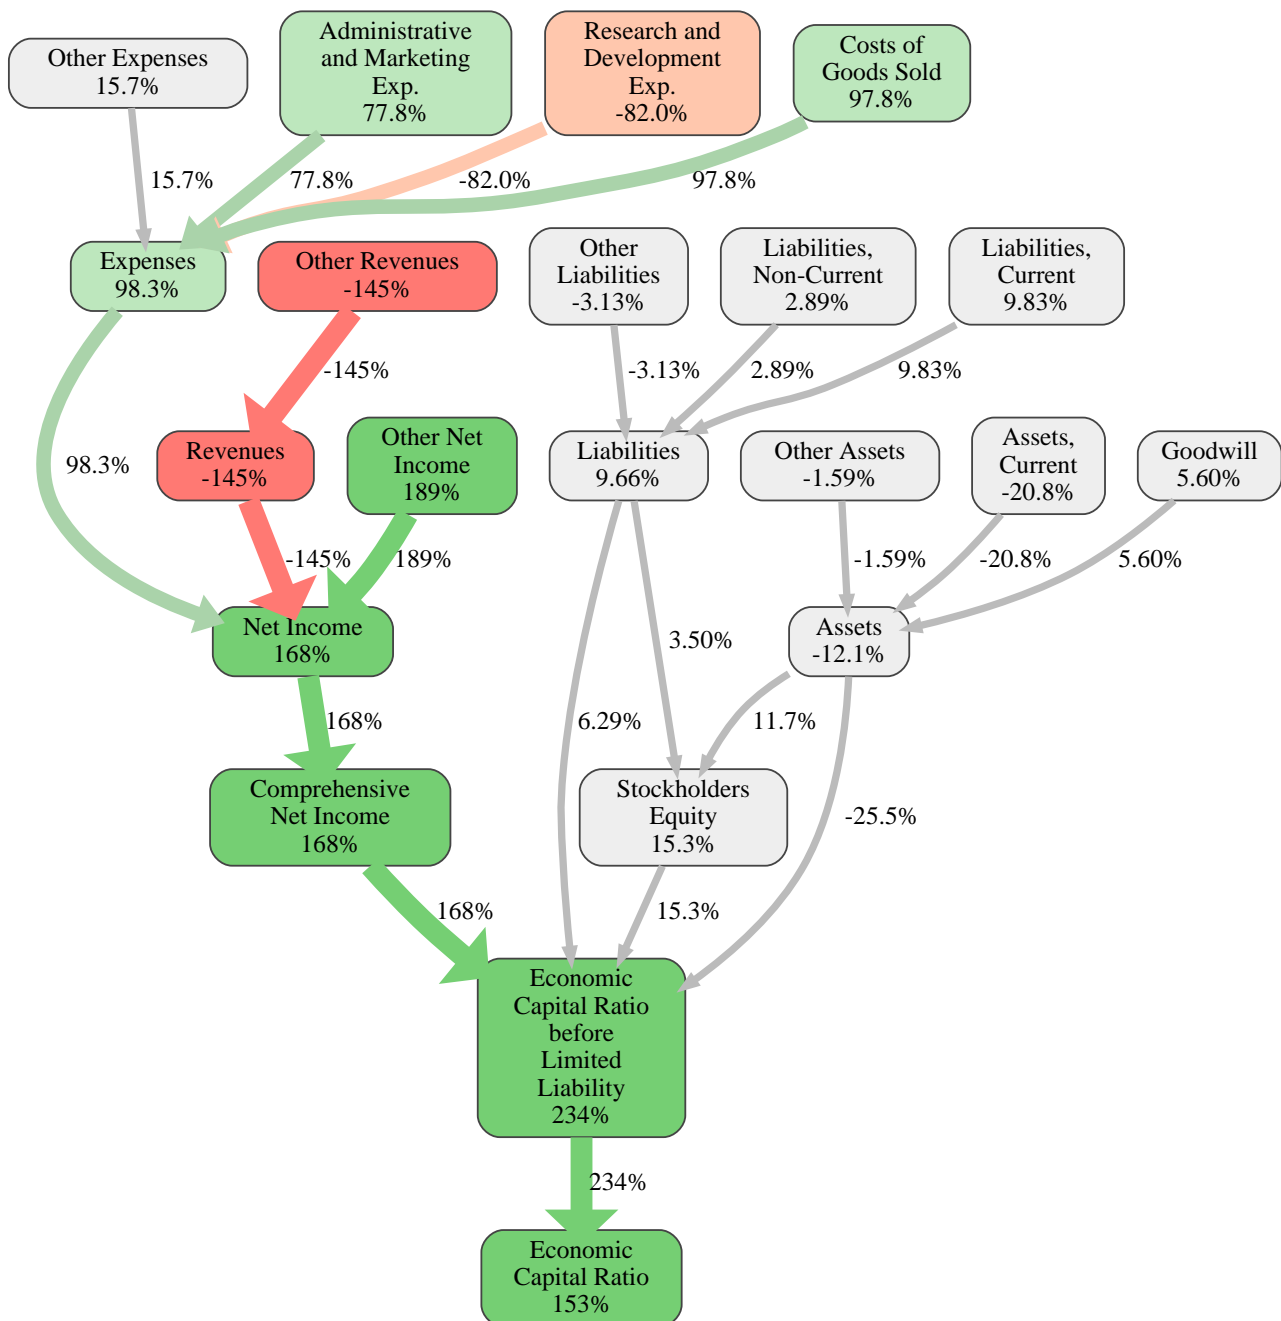 Other Expenses
15.7%
Administrative
and Marketing
Exp.
77.8%
Research and
Development
Exp.
-82.0%
Costs of
Goods Sold
97.8%
15.7%
77.8%
-82.0%
97.8%
Expenses
98.3%
Other Revenues
-145%
Other
Liabilities
-3.13%
Liabilities,
Non-Current
2.89%
Liabilities,
Current
9.83%
-145%
-3.13%
2.89%
9.83%
98.3%
Revenues
-145%
Other Net
Income
189%
Liabilities
9.66%
Other Assets
-1.59%
Assets,
Current
-20.8%
Goodwill
5.60%
-145%
189%
-1.59%
-20.8%
5.60%
Net Income
168%
3.50%
Assets
-12.1%
168%
6.29%
11.7%
Comprehensive
Net Income
168%
Stockholders
Equity
15.3%
-25.5%
168%
15.3%
Economic
Capital Ratio
before
Limited
Liability
234%
234%
Economic
Capital Ratio
153%